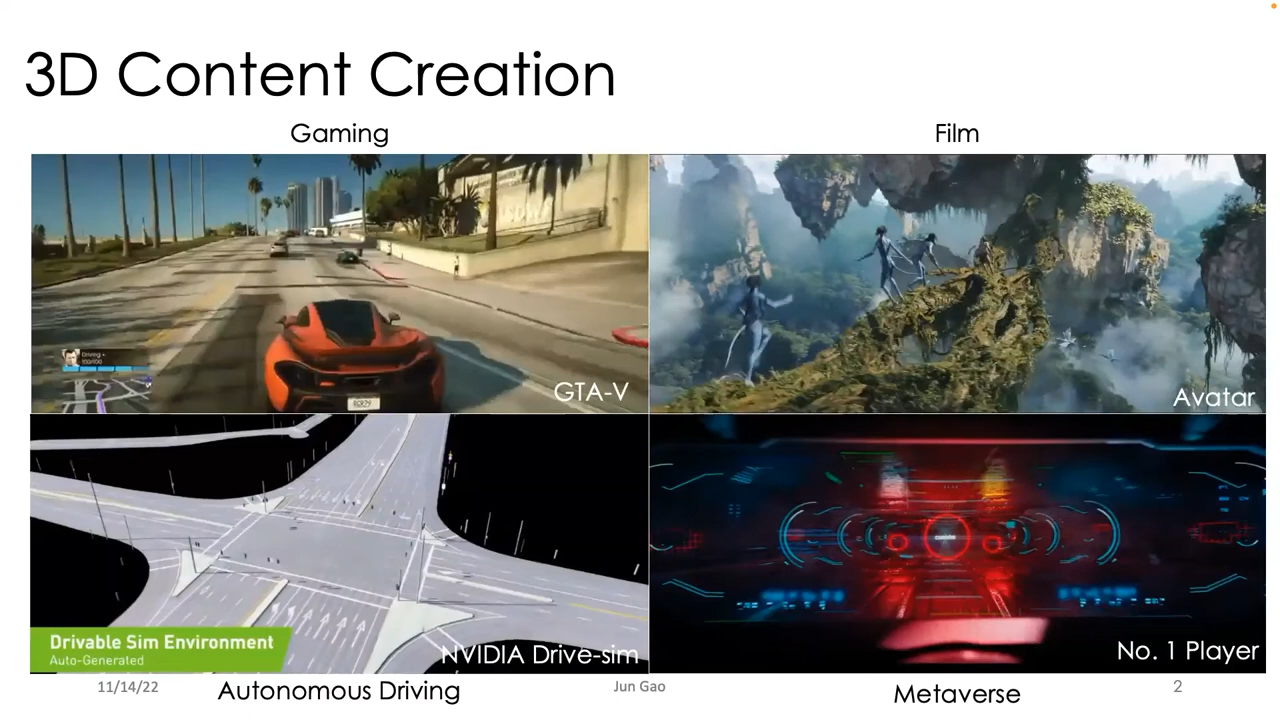 3D Content Creation
Gaming
Film
GTA-V
Avatar
Drivable Sim Environment
Auto-Generated
NVIDIA Drive-sim
No. 1 Player
11/14/22
Autonomous Driving
Jun Gao
Metaverse
2